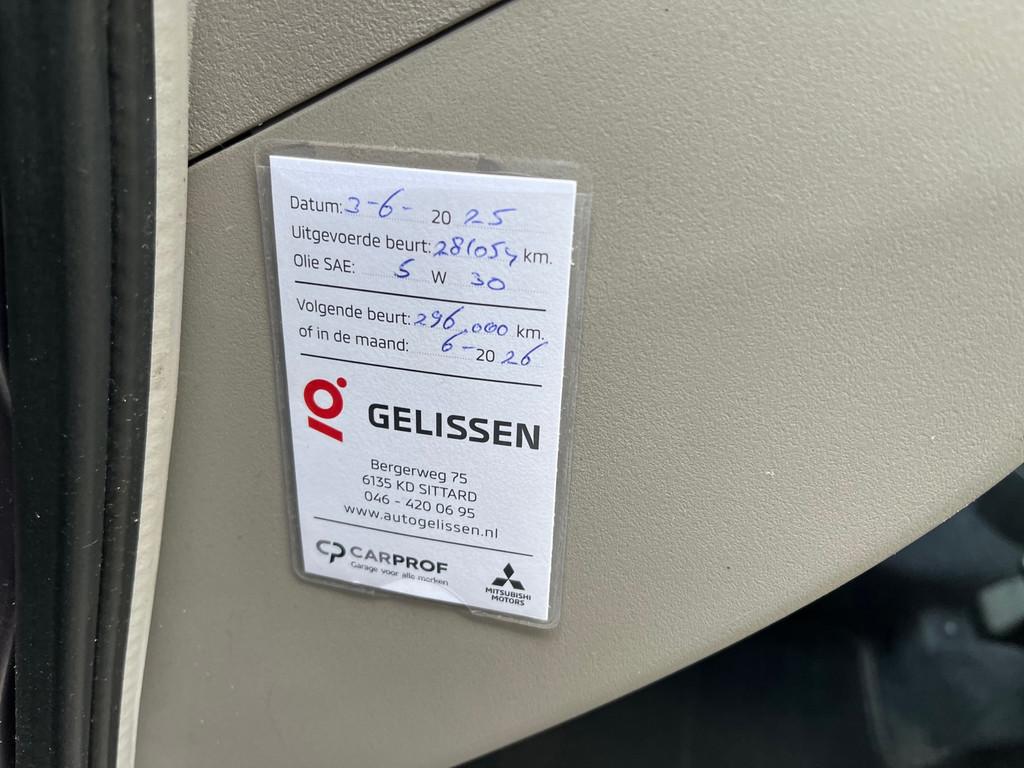 Datum: 3-6- 20 25
Uitgevoerde beurt: 281054 km.
Olie SAE: 5 W 30
Volgende beurt: 296.000 km.
of in de maand: 6- 20 26
GELISSEN
Bergerweg 75
6135 KD SITTARD
046 - 420 06 95
www.autogelissen.nl
CP CARPROF
Garage voor alle merken
MITSUBISHI
MOTORS